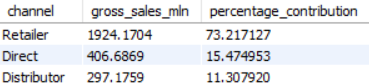 channel gross_sales_mln percentage_contribution
Retailer 1924.1704 73.217127
Direct 406.6869 15.474953
Distributor 297.1759 11.307920